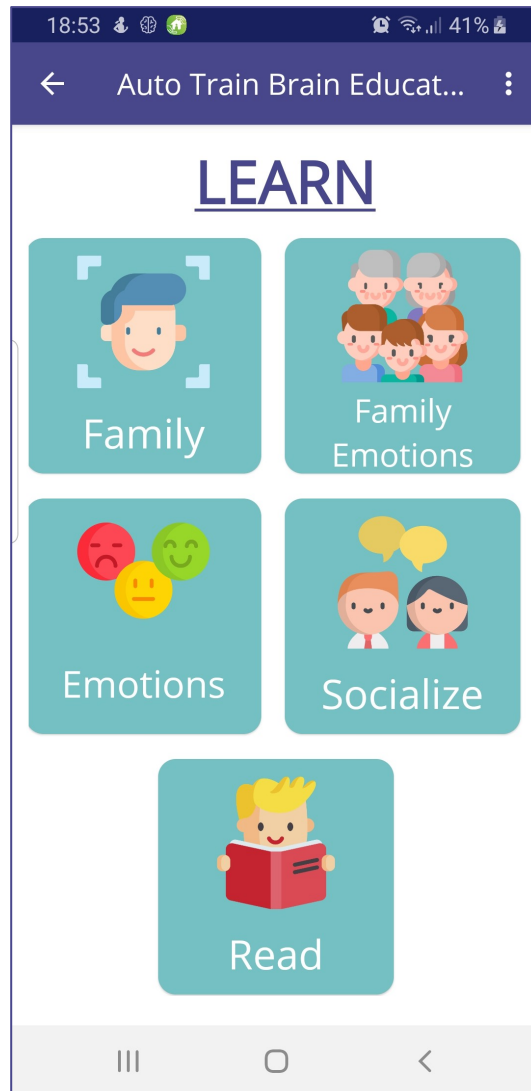 18:53 41%
Auto Train Brain Educat...
LEARN
Family
Family
Emotions
Emotions
Socialize
Read